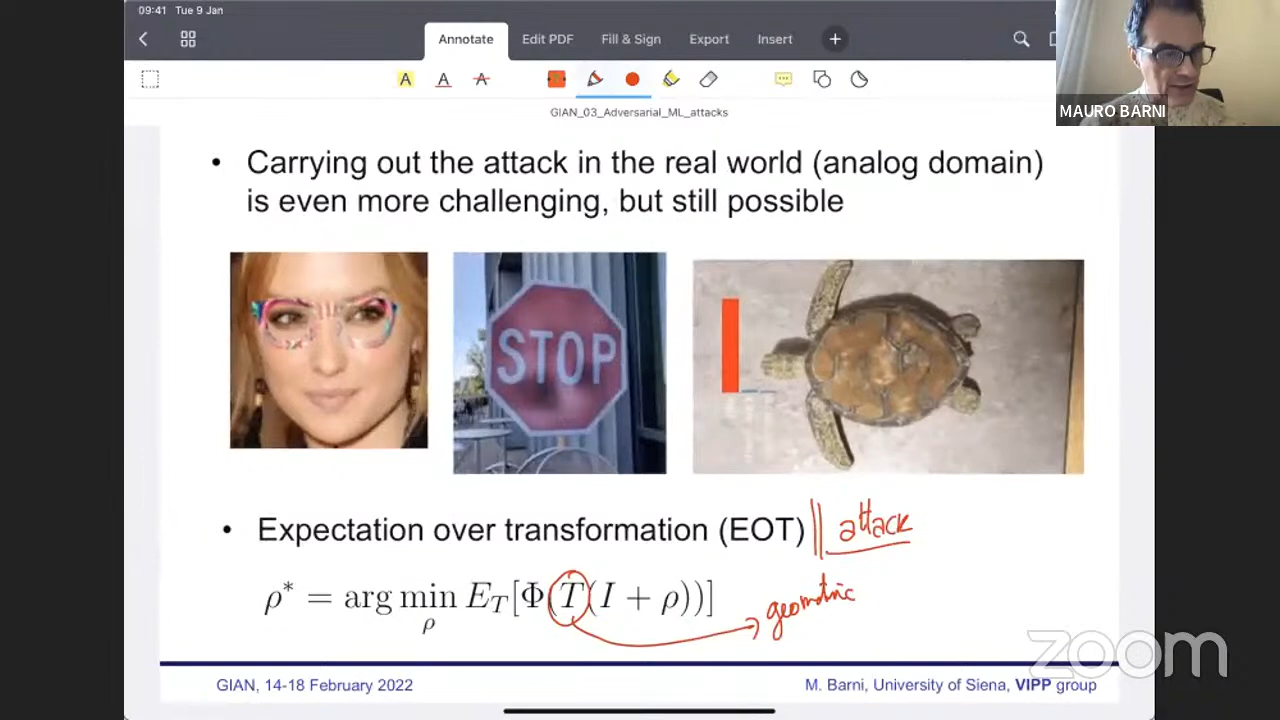 09:41 Tue 9 Jan
Annotate Edit PDF Fill & Sign Export Insert
A A A
GIAN_03_Adversarial_ML_attacks
MAURO BARNI
• Carrying out the attack in the real world (analog domain)
is even more challenging, but still possible
STOP
• Expectation over transformation (EOT) attack
ρ* = arg min E_T[Φ(T(I + ρ))]
ρ
geometric
zoom
GIAN, 14-18 February 2022
M. Barni, University of Siena, VIPP group